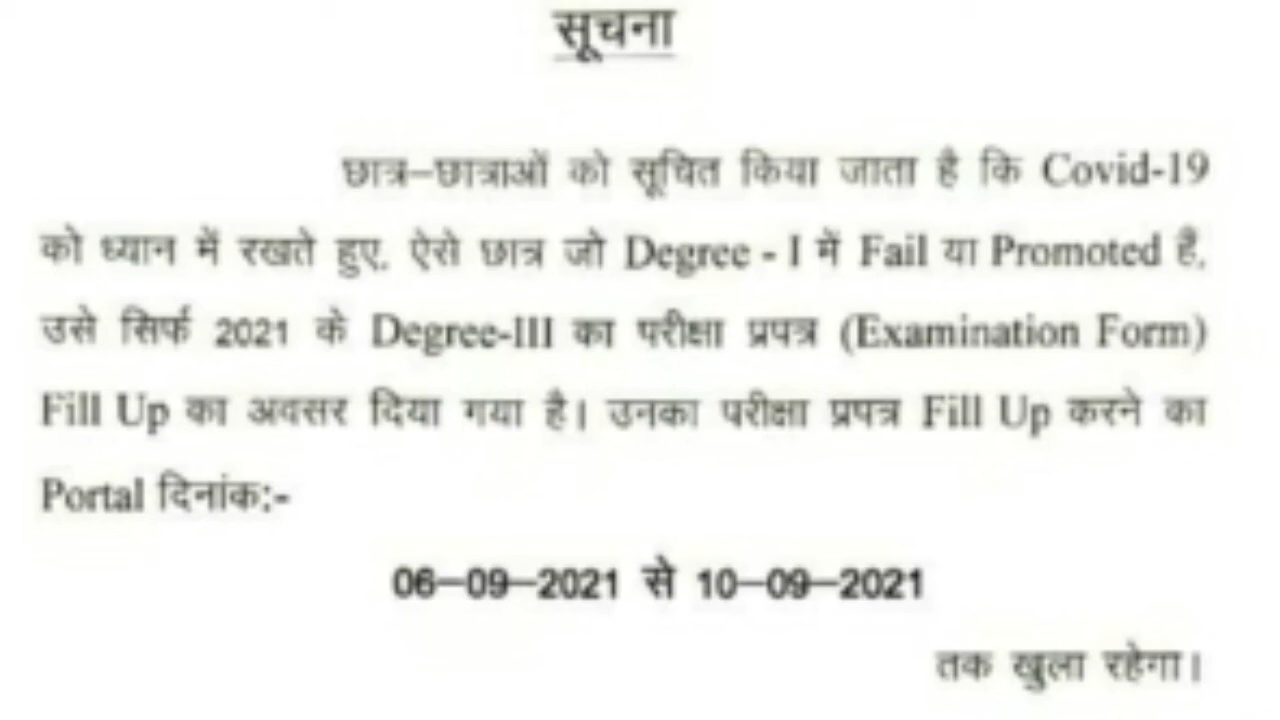 सूचना
छात्र–छात्राओं को सूचित किया जाता है कि Covid-19
को ध्यान में रखते हुए, ऐसे छात्र जो Degree - I में Fail या Promoted हैं,
उसे सिर्फ 2021 के Degree-III का परीक्षा प्रपत्र (Examination Form)
Fill Up का अवसर दिया गया है। उनका परीक्षा प्रपत्र Fill Up करने का
Portal दिनांक:-
06–09–2021 से 10–09–2021
तक खुला रहेगा।